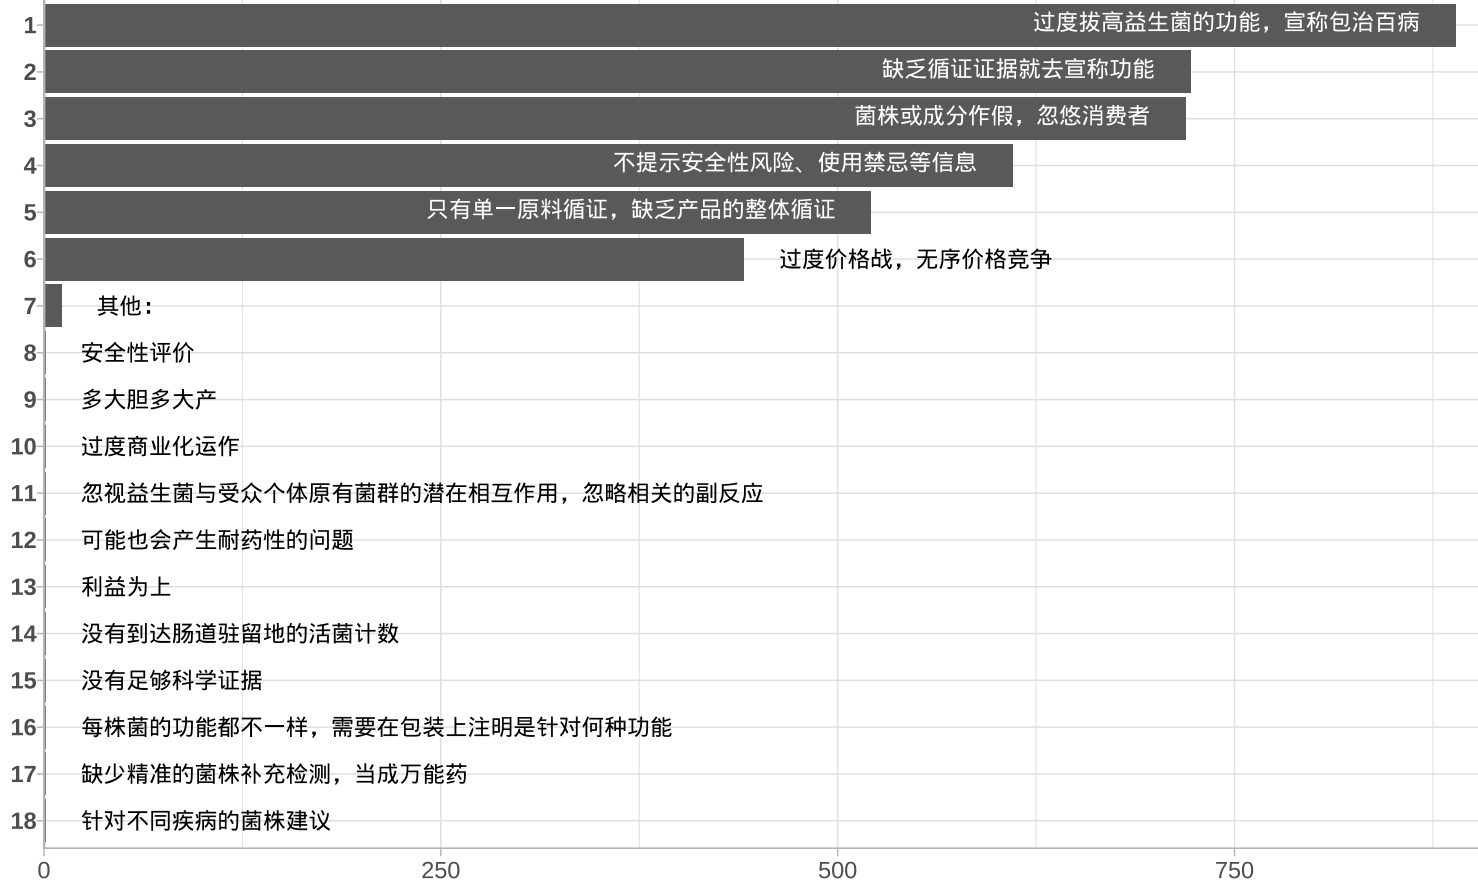 1 过度拔高益生菌的功能，宣称包治百病
2 缺乏循证证据就去宣称功能
3 菌株或成分作假，忽悠消费者
4 不提示安全性风险、使用禁忌等信息
5 只有单一原料循证，缺乏产品的整体循证
6 过度价格战，无序价格竞争
7 其他：
8 安全性评价
9 多大胆多大产
10 过度商业化运作
11 忽视益生菌与受众个体原有菌群的潜在相互作用，忽略相关的副反应
12 可能也会产生耐药性的问题
13 利益为上
14 没有到达肠道驻留地的活菌计数
15 没有足够科学证据
16 每株菌的功能都不一样，需要在包装上注明是针对何种功能
17 缺少精准的菌株补充检测，当成万能药
18 针对不同疾病的菌株建议
0 250 500 750